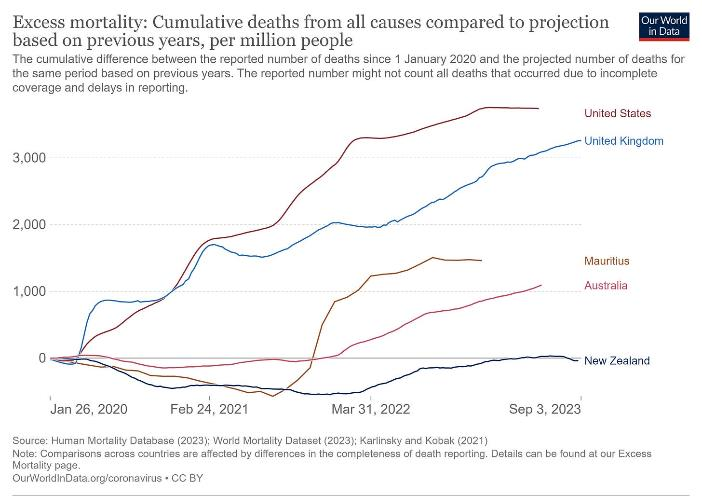 Excess mortality: Cumulative deaths from all causes compared to projection
based on previous years, per million people
Our World
in Data
The cumulative difference between the reported number of deaths since 1 January 2020 and the projected number of deaths for
the same period based on previous years. The reported number might not count all deaths that occurred due to incomplete
coverage and delays in reporting.
United States
United Kingdom
3,000
2,000
Mauritius
Australia
1,000
0
New Zealand
Jan 26, 2020
Feb 24, 2021
Mar 31, 2022
Sep 3, 2023
Source: Human Mortality Database (2023); World Mortality Dataset (2023); Karlinsky and Kobak (2021)
Note: Comparisons across countries are affected by differences in the completeness of death reporting. Details can be found at our Excess
Mortality page.
OurWorldInData.org/coronavirus • CC BY